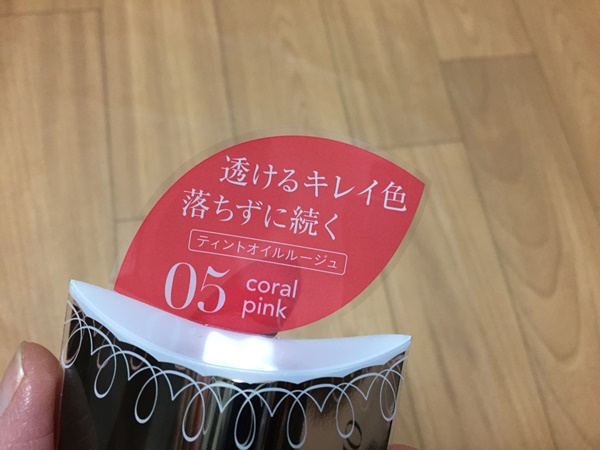 透けるキレイ色
落ちずに続く
ティントオイルルージュ
05 coral
pink